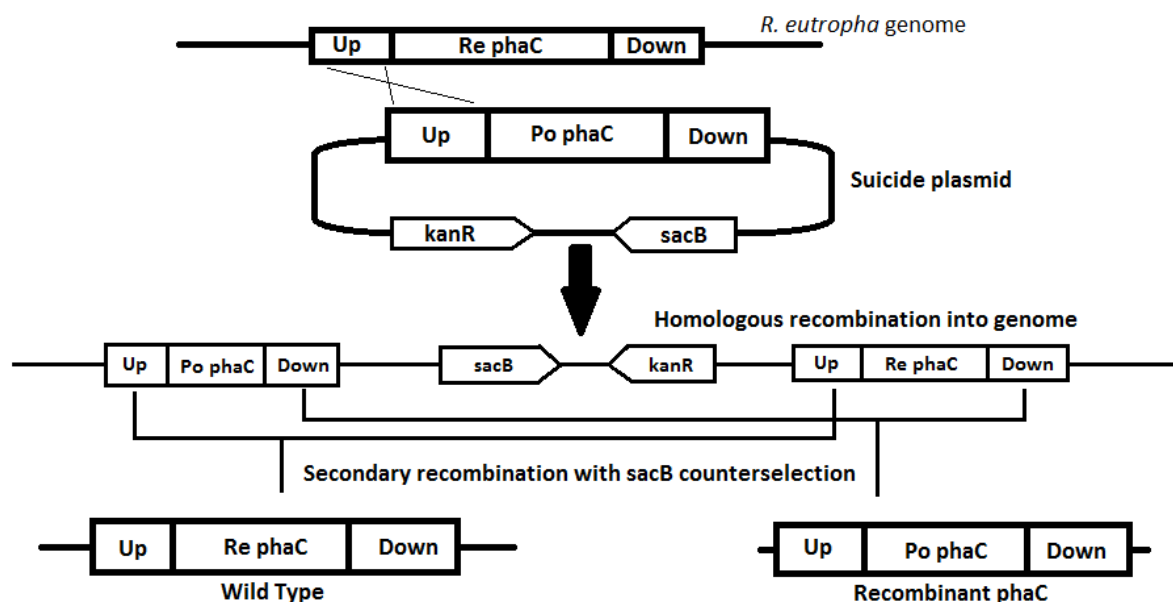 R. eutropha genome
Up Re phaC Down
Up Po phaC Down
Suicide plasmid
kanR sacB
Homologous recombination into genome
Up Po phaC Down sacB kanR Up Re phaC Down
Secondary recombination with sacB counterselection
Up Re phaC Down
Up Po phaC Down
Wild Type
Recombinant phaC